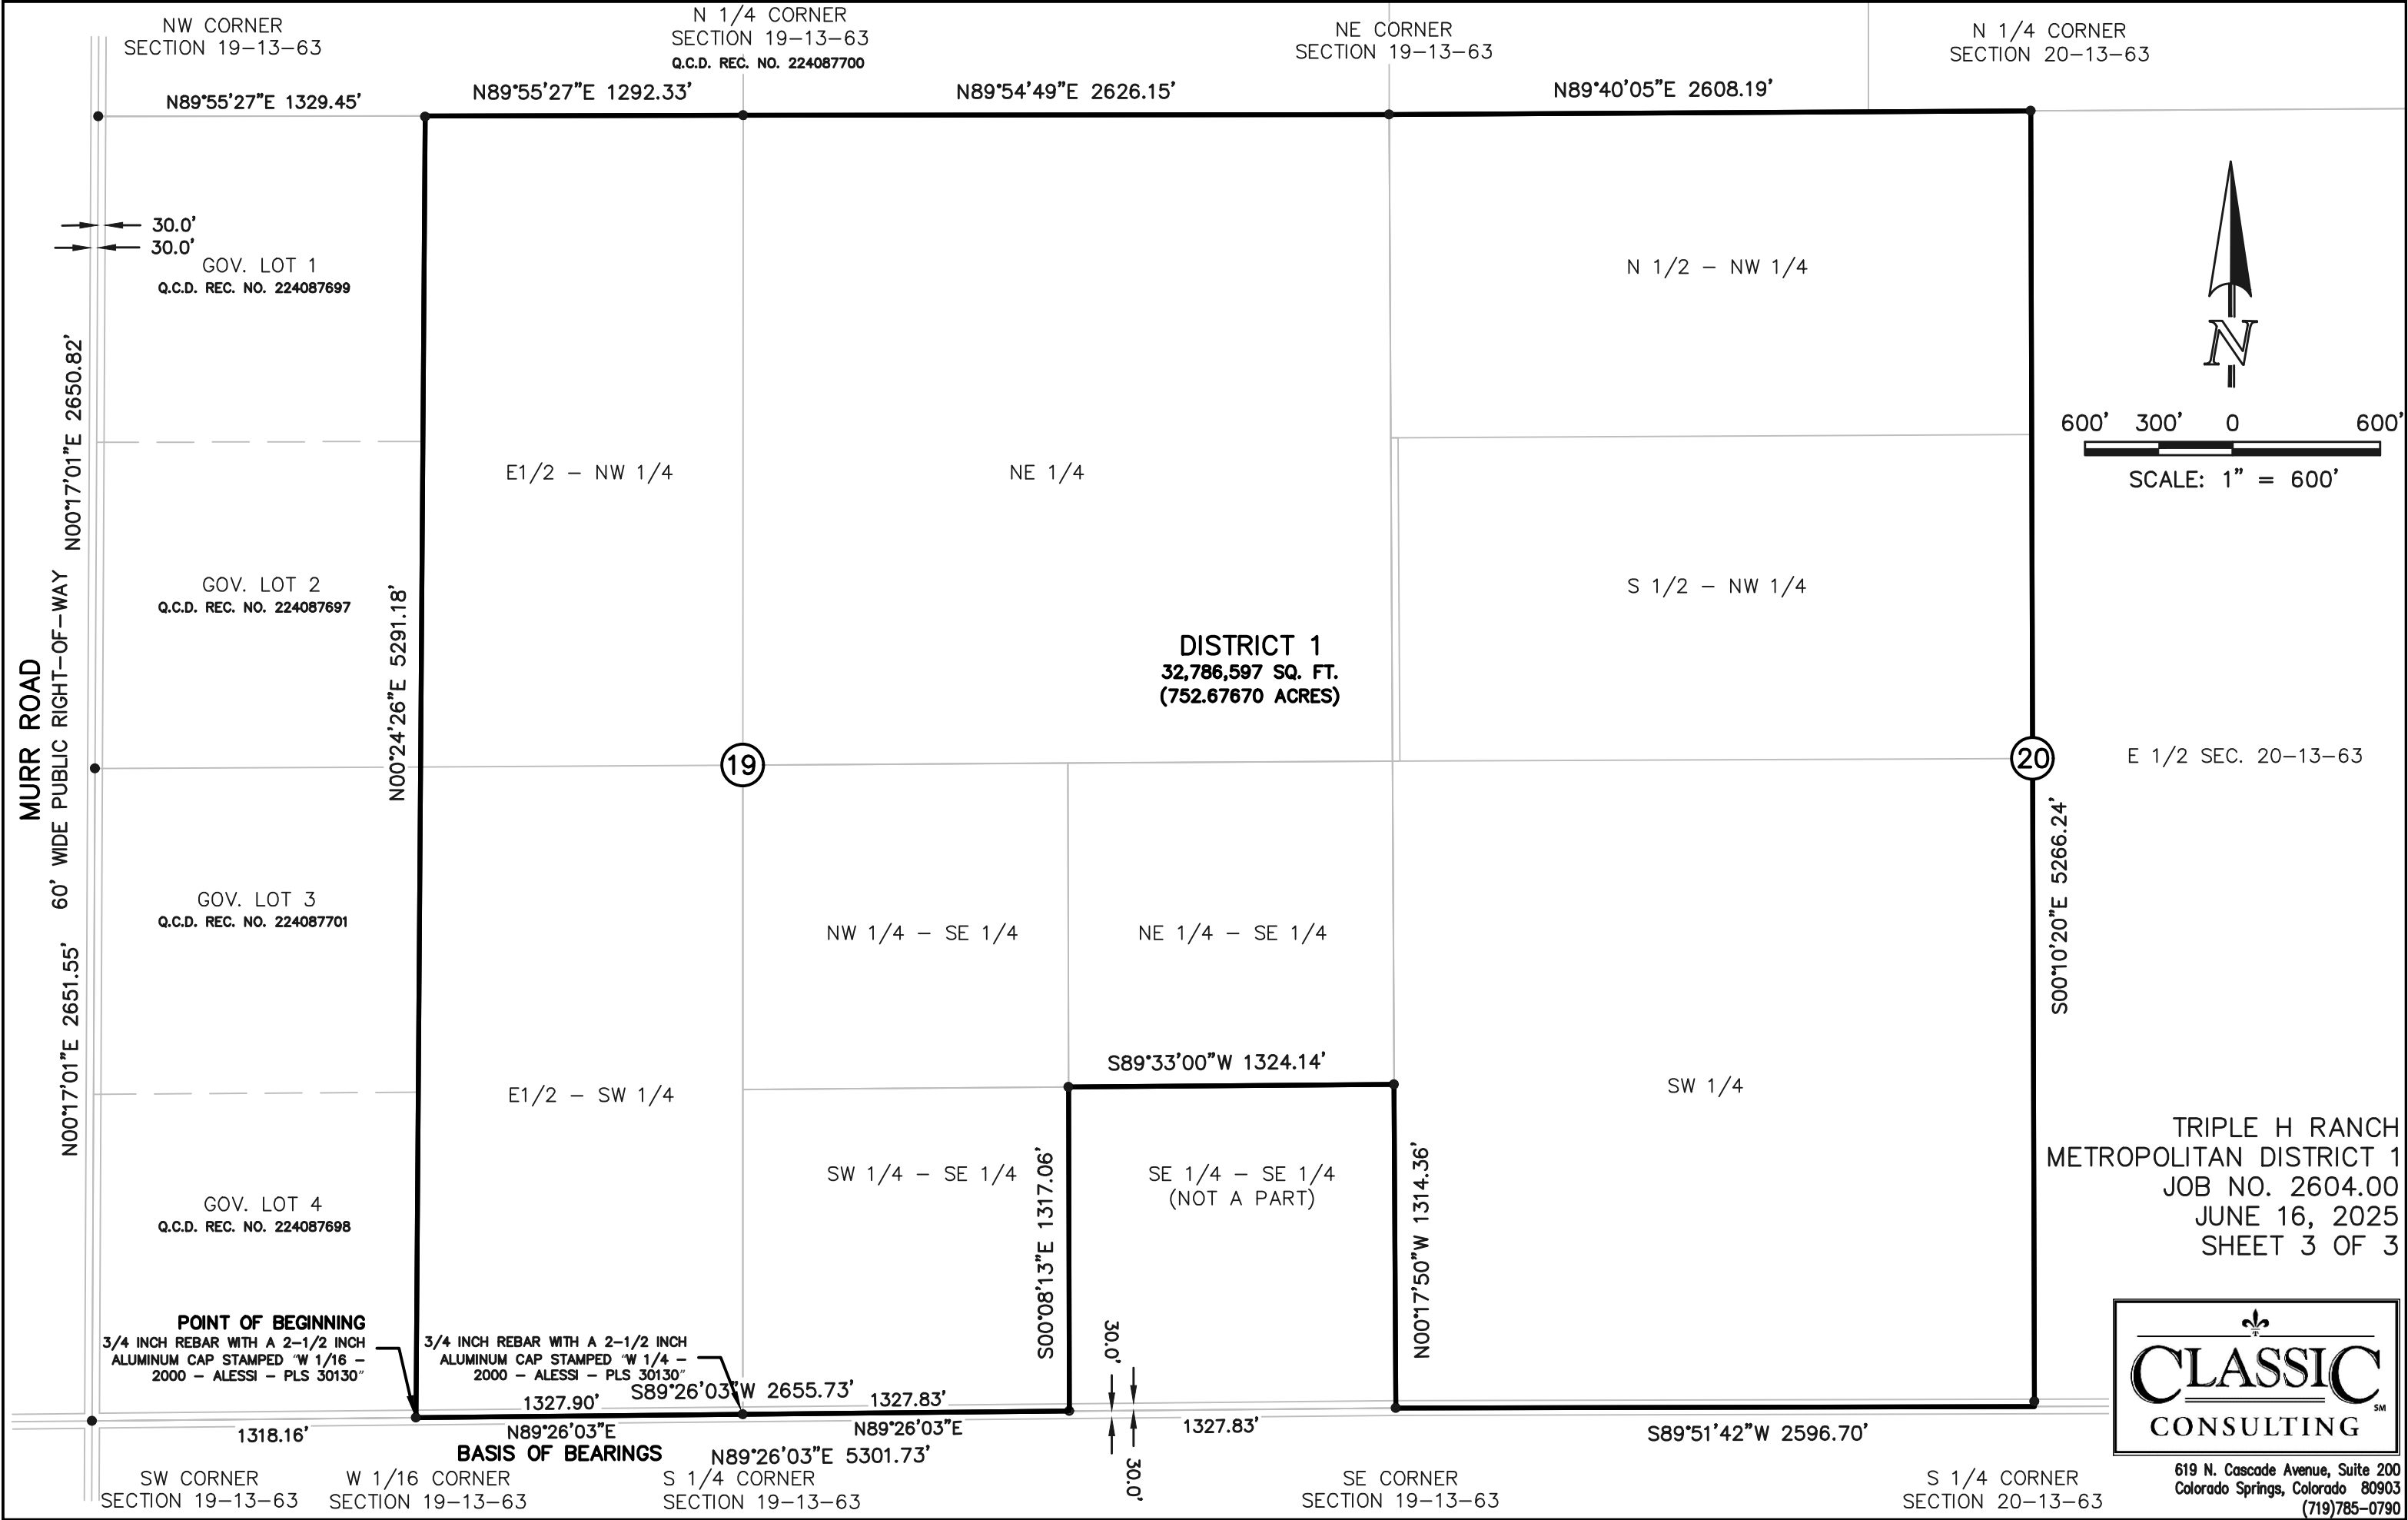 NW CORNER
SECTION 19-13-63
N 1/4 CORNER
SECTION 19-13-63
Q.C.D. REC. NO. 224087700
NE CORNER
SECTION 19-13-63
N 1/4 CORNER
SECTION 20-13-63
N89°55'27"E 1329.45'
N89°55'27"E 1292.33'
N89°54'49"E 2626.15'
N89°40'05"E 2608.19'
30.0'
30.0'
GOV. LOT 1
Q.C.D. REC. NO. 224087699
N 1/2 - NW 1/4
N
600' 300' 0 600'
SCALE: 1" = 600'
N00°17'01"E 2650.82'
E1/2 - NW 1/4
NE 1/4
GOV. LOT 2
Q.C.D. REC. NO. 224087697
S 1/2 - NW 1/4
MURR ROAD
60' WIDE PUBLIC RIGHT-OF-WAY
N00°24'26"E 5291.18'
DISTRICT 1
32,786,597 SQ. FT.
(752.67670 ACRES)
19
20
E 1/2 SEC. 20-13-63
GOV. LOT 3
Q.C.D. REC. NO. 224087701
NW 1/4 - SE 1/4
NE 1/4 - SE 1/4
S00°10'20"E 5266.24'
N00°17'01"E 2651.55'
S89°33'00"W 1324.14'
E1/2 - SW 1/4
SW 1/4
SW 1/4 - SE 1/4
S00°08'13"E 1317.06'
SE 1/4 - SE 1/4
(NOT A PART)
N00°17'50"W 1314.36'
GOV. LOT 4
Q.C.D. REC. NO. 224087698
TRIPLE H RANCH
METROPOLITAN DISTRICT 1
JOB NO. 2604.00
JUNE 16, 2025
SHEET 3 OF 3
POINT OF BEGINNING
3/4 INCH REBAR WITH A 2-1/2 INCH
ALUMINUM CAP STAMPED "W 1/16 -
2000 - ALESSI - PLS 30130"
3/4 INCH REBAR WITH A 2-1/2 INCH
ALUMINUM CAP STAMPED "W 1/4 -
2000 - ALESSI - PLS 30130"
S89°26'03"W 2655.73'
1327.90'
1327.83'
30.0'
30.0'
1318.16'
N89°26'03"E
N89°26'03"E
1327.83'
S89°51'42"W 2596.70'
BASIS OF BEARINGS
N89°26'03"E 5301.73'
SW CORNER
SECTION 19-13-63
W 1/16 CORNER
SECTION 19-13-63
S 1/4 CORNER
SECTION 19-13-63
SE CORNER
SECTION 19-13-63
S 1/4 CORNER
SECTION 20-13-63
CLASSIC
SM
CONSULTING
619 N. Cascade Avenue, Suite 200
Colorado Springs, Colorado 80903
(719)785-0790